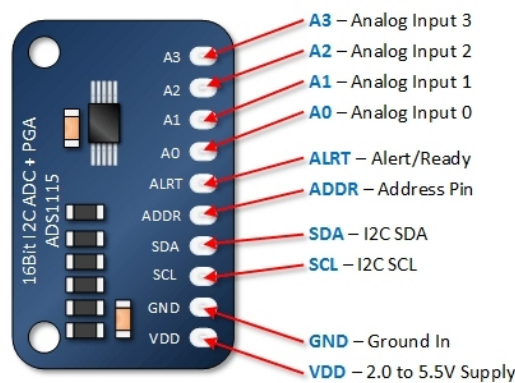 A3 – Analog Input 3
A2 – Analog Input 2
A1 – Analog Input 1
A0 – Analog Input 0
ALRT – Alert/Ready
ADDR – Address Pin
SDA – I2C SDA
SCL – I2C SCL
GND – Ground In
VDD – 2.0 to 5.5V Supply
A3
A2
A1
A0
ALRT
ADDR
SDA
SCL
GND
VDD
16Bit I2C ADC + PGA
ADS1115